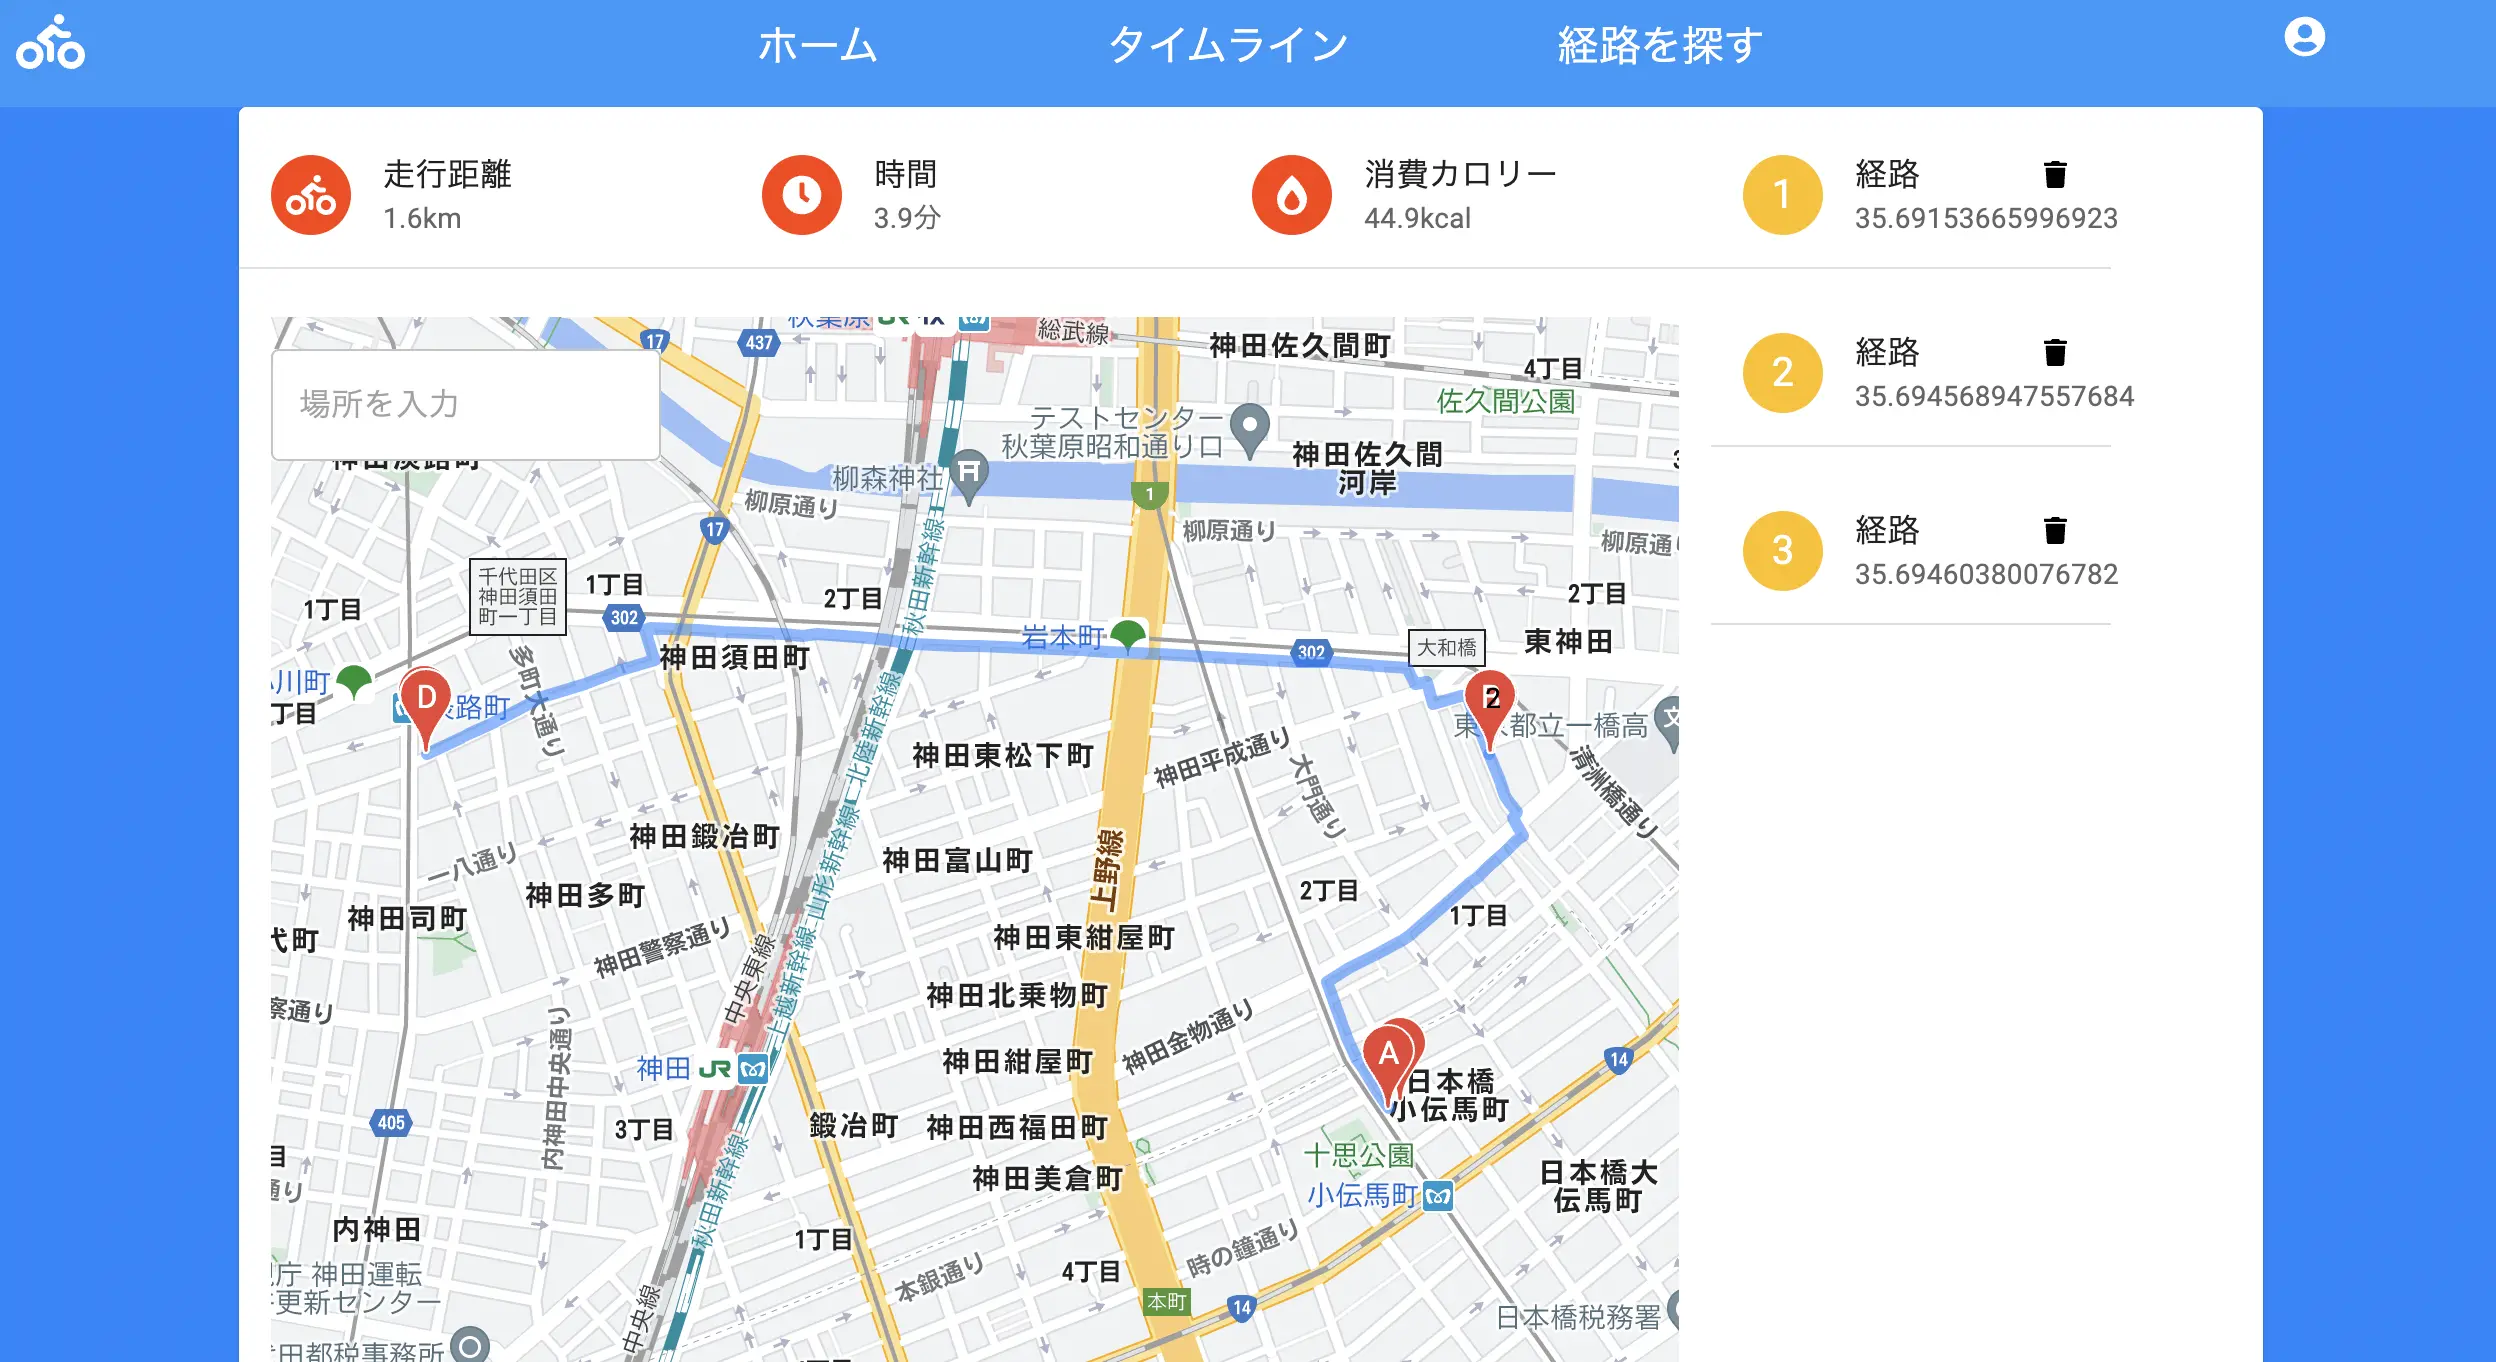 ホーム
タイムライン
経路を探す
走行距離
1.6km
時間
3.9分
消費カロリー
44.9kcal
1
経路
35.69153665996923
2
経路
35.694568947557684
3
経路
35.69460380076782
場所を入力
17
437
秋葉原
総武線
神田佐久間町
4丁目
佐久間公園
テストセンター
秋葉原昭和通り口
神田佐久間
河岸
柳森神社
柳原通り
1
柳原通り
柳原通
17
神田淡路町
千代田区
神田須田
町一丁目
1丁目
1丁目
302
2丁目
秋田新幹線
2丁目
岩本町
302
大和橋
東神田
神田須田町
川町
丁目
D
路町
多町大通り
2
都立一橋高
清洲橋通り
神田東松下町
神田平成通り
大門通り
北陸新幹線
山形新幹線
上越新幹線
神田鍛冶町
神田富山町
上野線
一八通り
神田多町
神田司町
代町
2丁目
1丁目
神田警察通り
中央東線
神田東紺屋町
神田北乗物町
察通り
内神田中央通り
神田紺屋町
神田金物通り
神田
JR
A
日本橋
小伝馬町
14
405
3丁目
鍛冶町
神田西福田町
神田美倉町
十思公園
小伝馬町
日本橋大
伝馬町
目
通り
内神田
秋田新幹線
1丁目
本銀通り
4丁目
時の鐘通り
庁 神田運転
更新センター
中央線
本町
14
日本橋税務署
田都税事務所